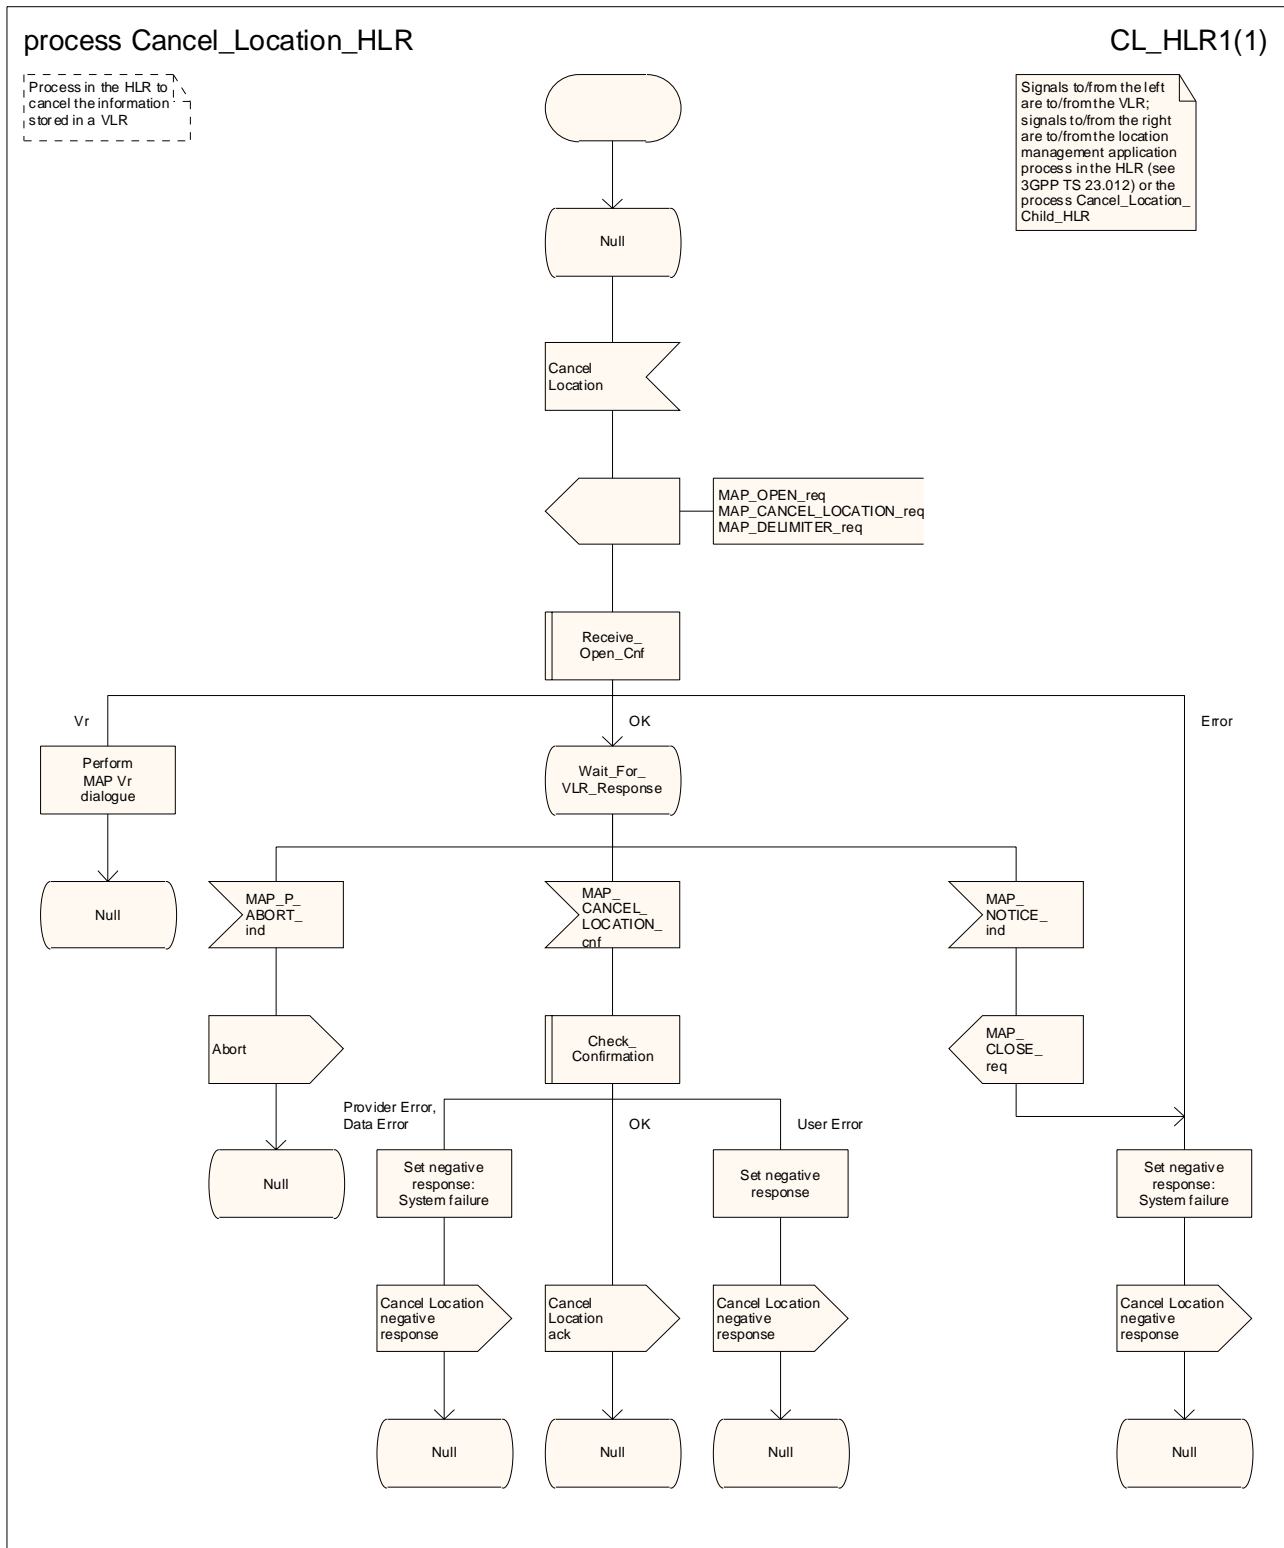 process Cancel_Location_HLR
CL_HLR1(1)
Process in the HLR to
cancel the information
stored in a VLR
Signals to/from the left
are to/from the VLR;
signals to/from the right
are to/from the location
management application
process in the HLR (see
3GPP TS 23.012) or the
process Cancel_Location_
Child_HLR
Null
Cancel
Location
MAP_OPEN_req
MAP_CANCEL_LOCATION_req
MAP_DELIMITER_req
Receive_
Open_Cnf
Vr
OK
Error
Perform
MAP Vr
dialogue
Wait_For_
VLR_Response
Null
MAP_P_
ABORT_
ind
MAP_
CANCEL_
LOCATION_
cnf
MAP_
NOTICE_
ind
Abort
Check_
Confirmation
MAP_
CLOSE_
req
Provider Error,
Data Error
OK
User Error
Null
Set negative
response:
System failure
Set negative
response
Set negative
response:
System failure
Cancel Location
negative
response
Cancel
Location
ack
Cancel Location
negative
response
Cancel Location
negative
response
Null
Null
Null
Null